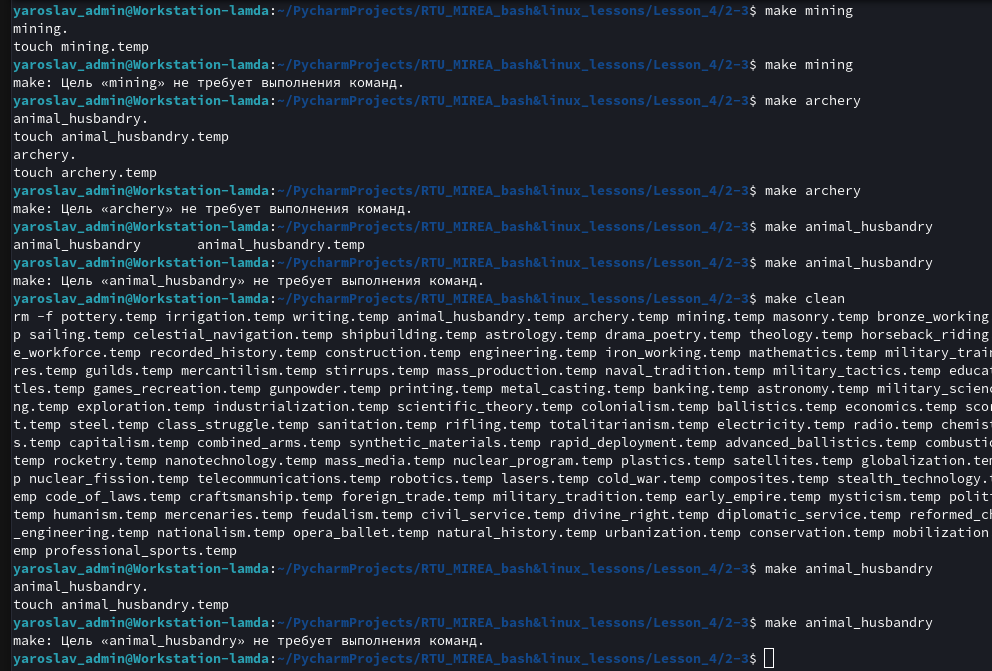 yaroslav_admin@Workstation-lamda:~/PycharmProjects/RTU_MIREA_bash&linux_lessons/Lesson_4/2-3$ make mining
mining.
touch mining.temp
yaroslav_admin@Workstation-lamda:~/PycharmProjects/RTU_MIREA_bash&linux_lessons/Lesson_4/2-3$ make mining
make: Цель «mining» не требует выполнения команд.
yaroslav_admin@Workstation-lamda:~/PycharmProjects/RTU_MIREA_bash&linux_lessons/Lesson_4/2-3$ make archery
animal_husbandry.
touch animal_husbandry.temp
archery.
touch archery.temp
yaroslav_admin@Workstation-lamda:~/PycharmProjects/RTU_MIREA_bash&linux_lessons/Lesson_4/2-3$ make archery
make: Цель «archery» не требует выполнения команд.
yaroslav_admin@Workstation-lamda:~/PycharmProjects/RTU_MIREA_bash&linux_lessons/Lesson_4/2-3$ make animal_husbandry
animal_husbandry       animal_husbandry.temp
yaroslav_admin@Workstation-lamda:~/PycharmProjects/RTU_MIREA_bash&linux_lessons/Lesson_4/2-3$ make animal_husbandry
make: Цель «animal_husbandry» не требует выполнения команд.
yaroslav_admin@Workstation-lamda:~/PycharmProjects/RTU_MIREA_bash&linux_lessons/Lesson_4/2-3$ make clean
rm -f pottery.temp irrigation.temp writing.temp animal_husbandry.temp archery.temp mining.temp masonry.temp bronze_working
p sailing.temp celestial_navigation.temp shipbuilding.temp astrology.temp drama_poetry.temp theology.temp horseback_riding
e_workforce.temp recorded_history.temp construction.temp engineering.temp iron_working.temp mathematics.temp military_train
res.temp guilds.temp mercantilism.temp stirrups.temp mass_production.temp naval_tradition.temp military_tactics.temp educat
tles.temp games_recreation.temp gunpowder.temp printing.temp metal_casting.temp banking.temp astronomy.temp military_scienc
ng.temp exploration.temp industrialization.temp scientific_theory.temp colonialism.temp ballistics.temp economics.temp scor
t.temp steel.temp class_struggle.temp sanitation.temp rifling.temp totalitarianism.temp electricity.temp radio.temp chemist
s.temp capitalism.temp combined_arms.temp synthetic_materials.temp rapid_deployment.temp advanced_ballistics.temp combustio
temp rocketry.temp nanotechnology.temp mass_media.temp nuclear_program.temp plastics.temp satellites.temp globalization.tem
p nuclear_fission.temp telecommunications.temp robotics.temp lasers.temp cold_war.temp composites.temp stealth_technology.t
emp code_of_laws.temp craftsmanship.temp foreign_trade.temp military_tradition.temp early_empire.temp mysticism.temp polit
temp humanism.temp mercenaries.temp feudalism.temp civil_service.temp divine_right.temp diplomatic_service.temp reformed_ch
_engineering.temp nationalism.temp opera_ballet.temp natural_history.temp urbanization.temp conservation.temp mobilization
emp professional_sports.temp
yaroslav_admin@Workstation-lamda:~/PycharmProjects/RTU_MIREA_bash&linux_lessons/Lesson_4/2-3$ make animal_husbandry
animal_husbandry.
touch animal_husbandry.temp
yaroslav_admin@Workstation-lamda:~/PycharmProjects/RTU_MIREA_bash&linux_lessons/Lesson_4/2-3$ make animal_husbandry
make: Цель «animal_husbandry» не требует выполнения команд.
yaroslav_admin@Workstation-lamda:~/PycharmProjects/RTU_MIREA_bash&linux_lessons/Lesson_4/2-3$